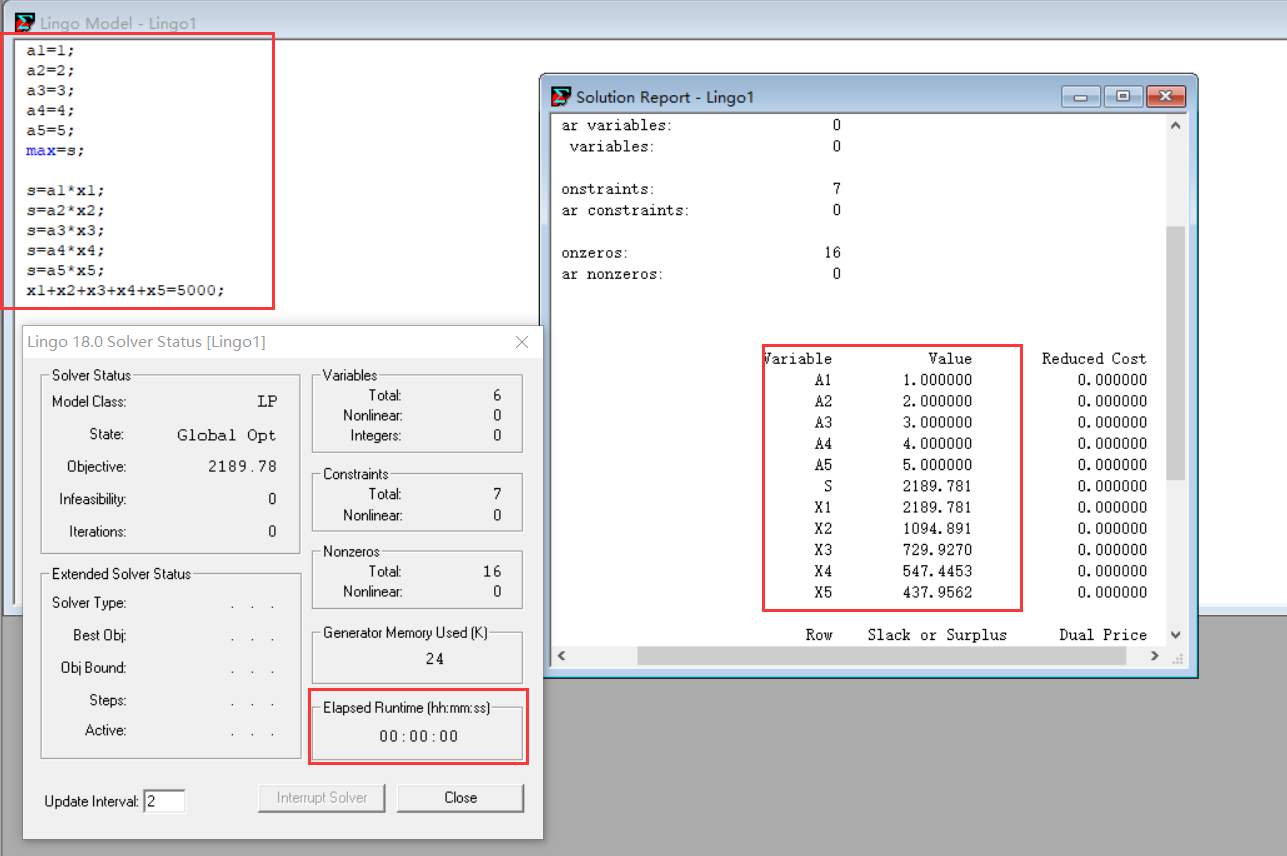 Lingo Model - Lingo1
a1=1;
a2=2;
a3=3;
a4=4;
a5=5;
max=s;
s=a1*x1;
s=a2*x2;
s=a3*x3;
s=a4*x4;
s=a5*x5;
x1+x2+x3+x4+x5=5000;
Lingo 18.0 Solver Status [Lingo1]
Solver Status
Model Class: LP
State: Global Opt
Objective: 2189.78
Infeasibility: 0
Iterations: 0
Extended Solver Status
Solver Type: . . .
Best Obj: . . .
Obj Bound: . . .
Steps: . . .
Active: . . .
Variables
Total: 6
Nonlinear: 0
Integers: 0
Constraints
Total: 7
Nonlinear: 0
Nonzeros
Total: 16
Nonlinear: 0
Generator Memory Used (K)
24
Elapsed Runtime (hh:mm:ss)
00:00:00
Update Interval: 2
Interrupt Solver
Close
Solution Report - Lingo1
ar variables: 0
variables: 0
onstraints: 7
ar constraints: 0
onzeros: 16
ar nonzeros: 0
Variable Value Reduced Cost
A1 1.000000 0.000000
A2 2.000000 0.000000
A3 3.000000 0.000000
A4 4.000000 0.000000
A5 5.000000 0.000000
S 2189.781 0.000000
X1 2189.781 0.000000
X2 1094.891 0.000000
X3 729.9270 0.000000
X4 547.4453 0.000000
X5 437.9562 0.000000
Row Slack or Surplus Dual Price